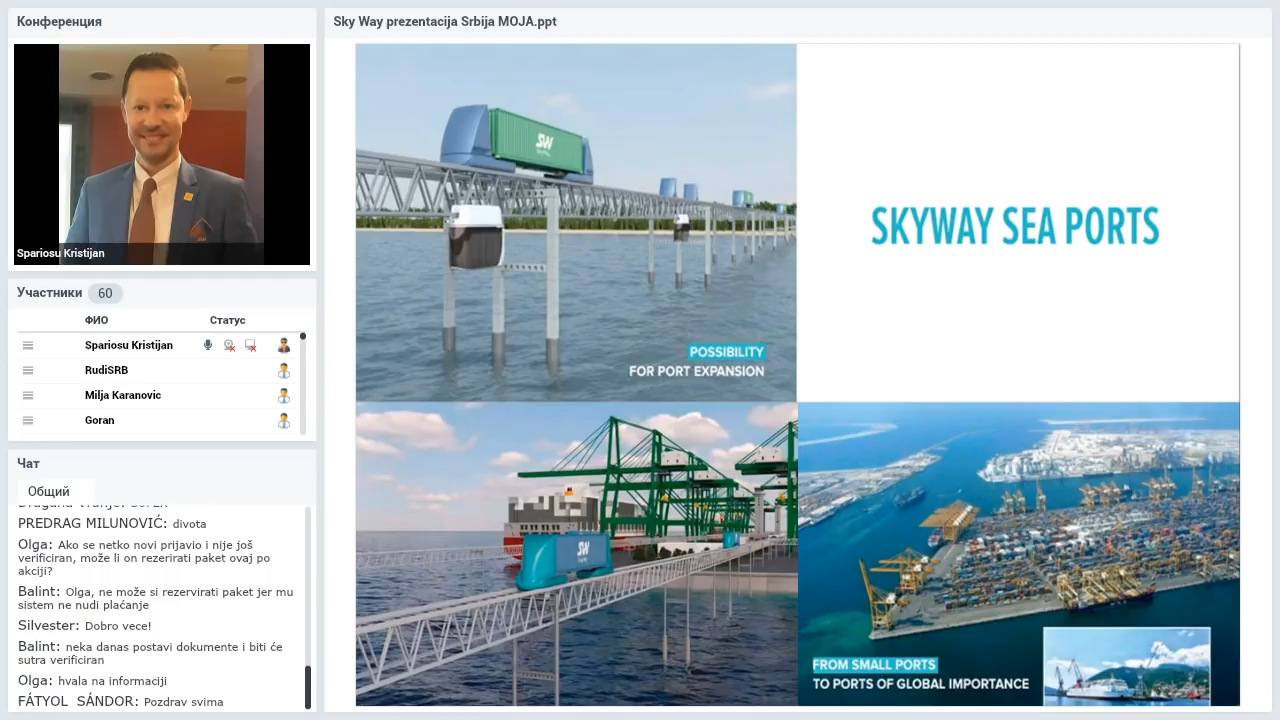 Конференция
Spariosu Kristijan
Участники 60
ФИО Статус
Spariosu Kristijan
RudiSRB
Milja Karanovic
Goran
Чат
Общий
PREDRAG MILUNOVIĆ: divota
Olga: Ako se netko novi prijavio i nije još
verificiran, može li on rezerirati paket ovaj po
akciji?
Balint: Olga, ne može si rezervirati paket jer mu
sistem ne nudi plaćanje
Silvester: Dobro vece!
Balint: neka danas postavi dokumente i biti će
sutra verificiran
Olga: hvala na informaciji
FÁTYOL SÁNDOR: Pozdrav svima
Sky Way prezentacija Srbija MOJA.ppt
SW
POSSIBILITY
FOR PORT EXPANSION
SKYWAY SEA PORTS
SW
FROM SMALL PORTS
TO PORTS OF GLOBAL IMPORTANCE